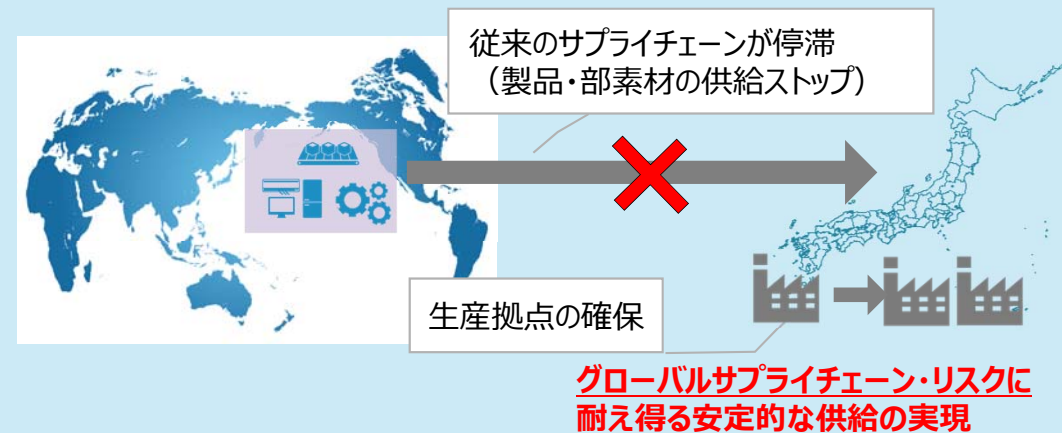 従来のサプライチェーンが停滞
（製品・部素材の供給ストップ）
生産拠点の確保
グローバルサプライチェーン・リスクに
耐え得る安定的な供給の実現